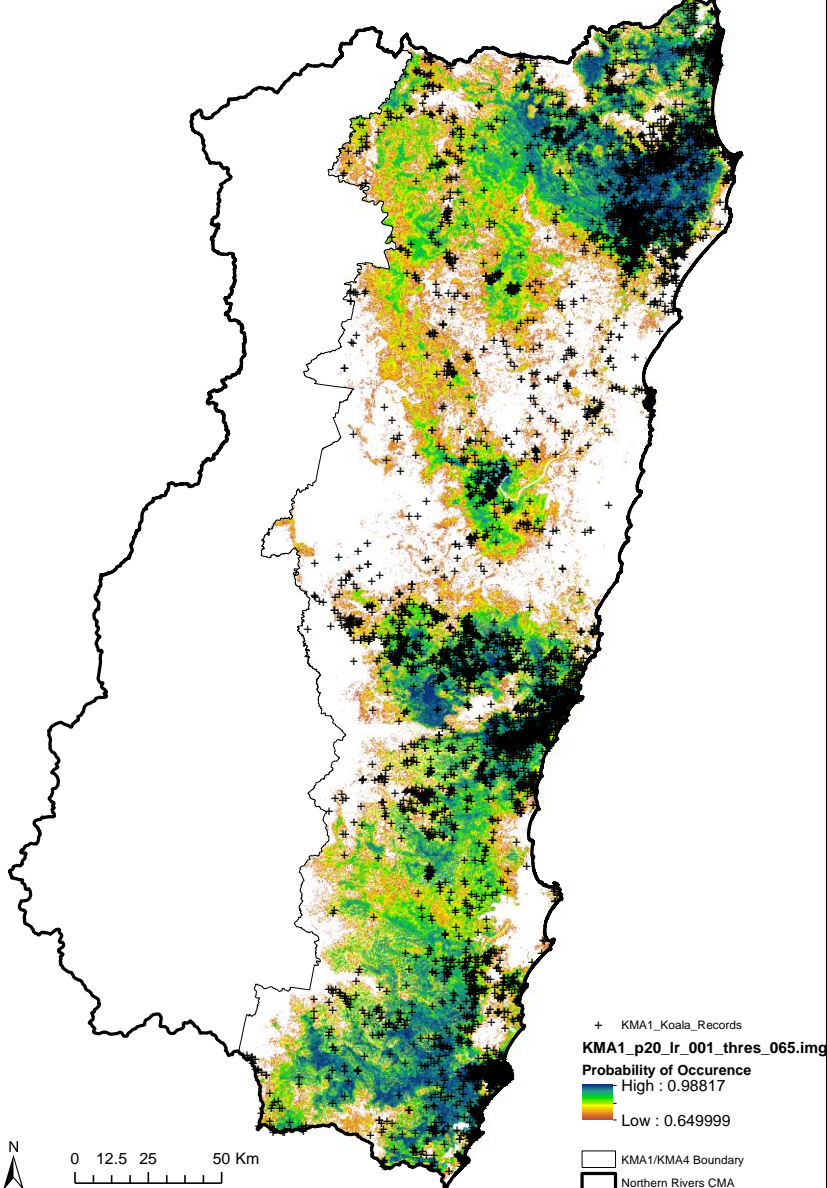 KMA1_Koala_Records
KMA1_p20_lr_001_thres_065.img
Probability of Occurence
High : 0.98817
Low : 0.649999
KMA1/KMA4 Boundary
Northern Rivers CMA
N
0 12.5 25 50 Km